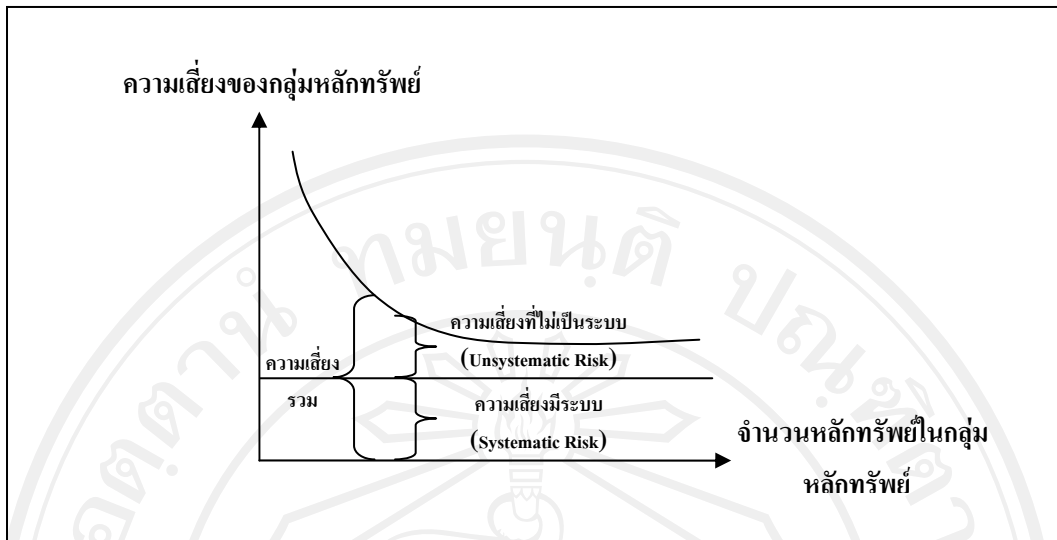 ความเสี่ยงของกลุ่มหลักทรัพย์
ความเสี่ยงที่ไม่เป็นระบบ
(Unsystematic Risk)
ความเสี่ยง
รวม
ความเสี่ยงมีระบบ
(Systematic Risk)
จำนวนหลักทรัพย์ในกลุ่ม
หลักทรัพย์